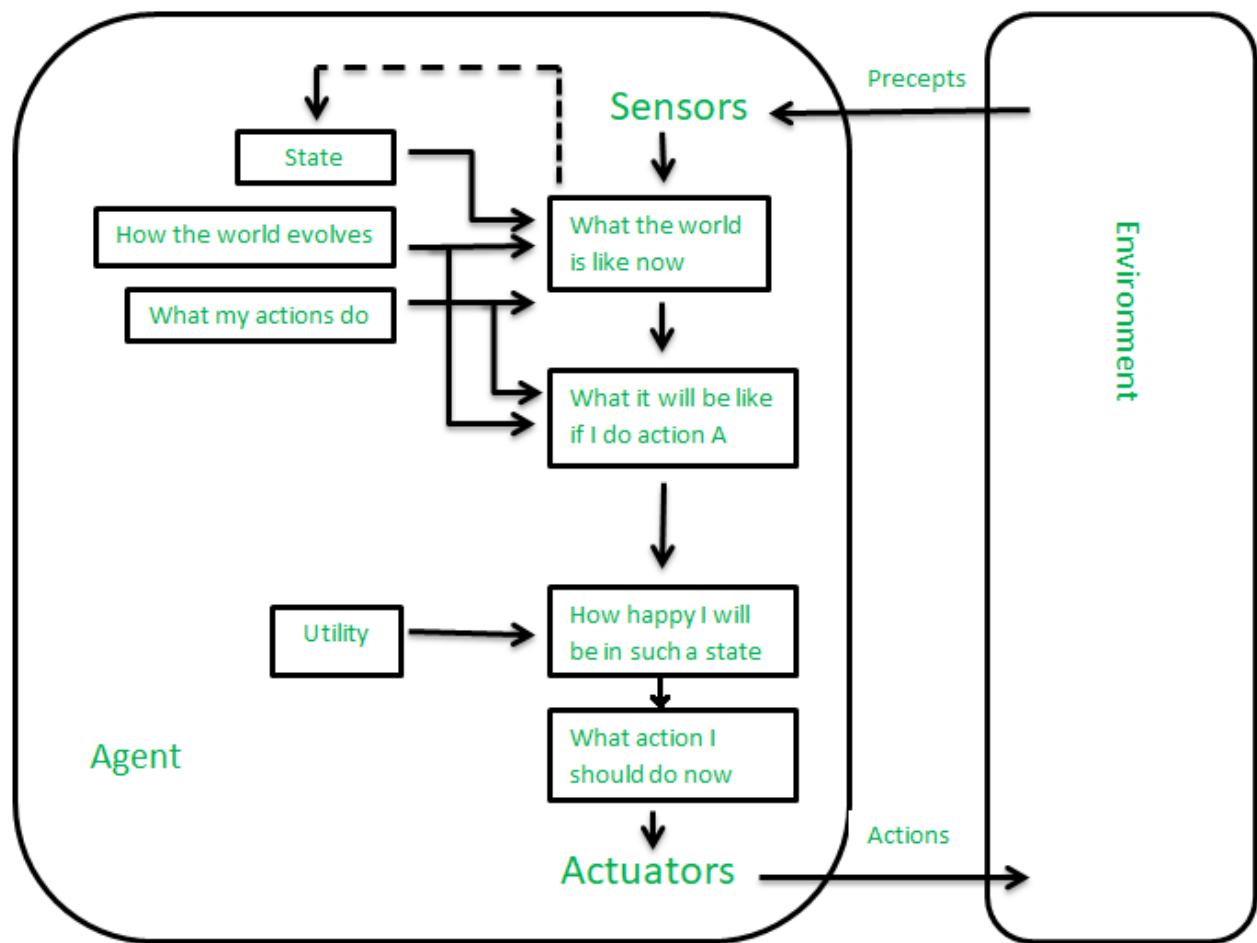 Precepts
Sensors
State
How the world evolves
What my actions do
What the world
is like now
What it will be like
if I do action A
Utility
How happy I will
be in such a state
What action I
should do now
Agent
Actuators
Actions
Environment